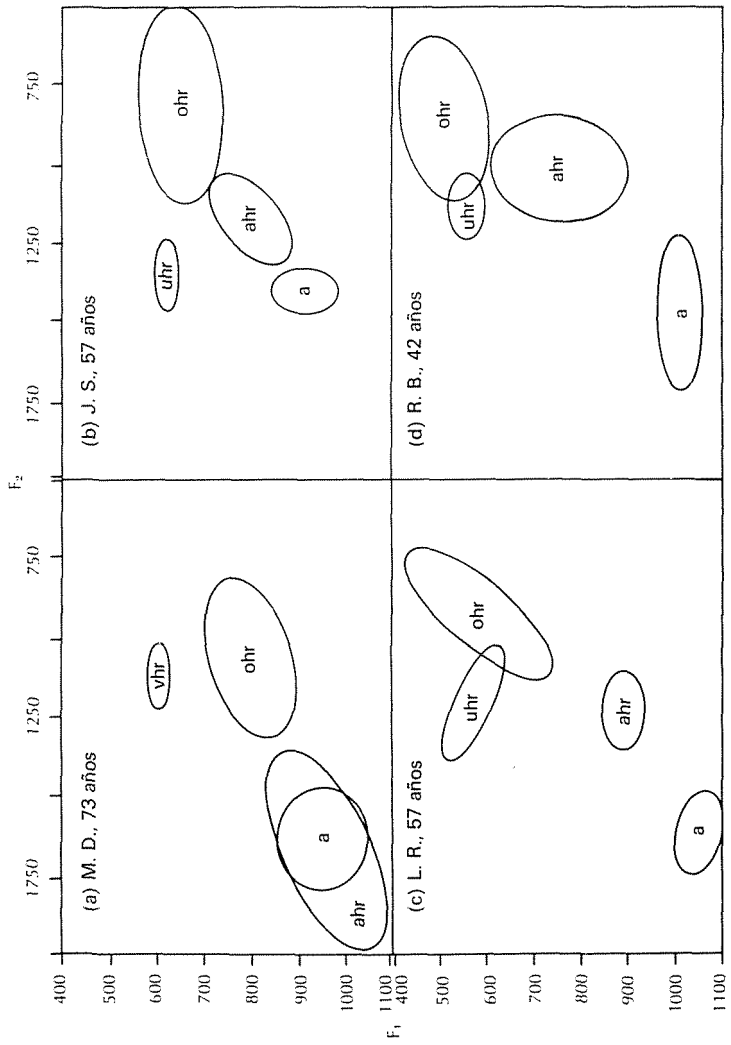 F₂
1750 1250 750 1750 1250 750
400
500
600
700
800
900
1000
1100
F₁
400
500
600
700
800
900
1000
1100
(a) M. D., 73 años
vhr
ohr
a
ahr
(b) J. S., 57 años
uhr
ohr
ahr
a
(c) L. R., 57 años
uhr
ohr
ahr
a
(d) R. B., 42 años
uhr
ohr
ahr
a